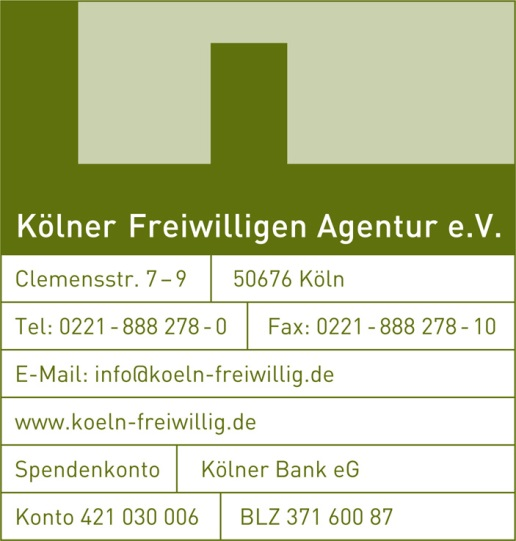 Kölner Freiwilligen Agentur e.V.
Clemensstr. 7–9 50676 Köln
Tel: 0221-888 278-0 Fax: 0221-888 278-10
E-Mail: info@koeln-freiwillig.de
www.koeln-freiwillig.de
Spendenkonto Kölner Bank eG
Konto 421 030 006 BLZ 371 600 87